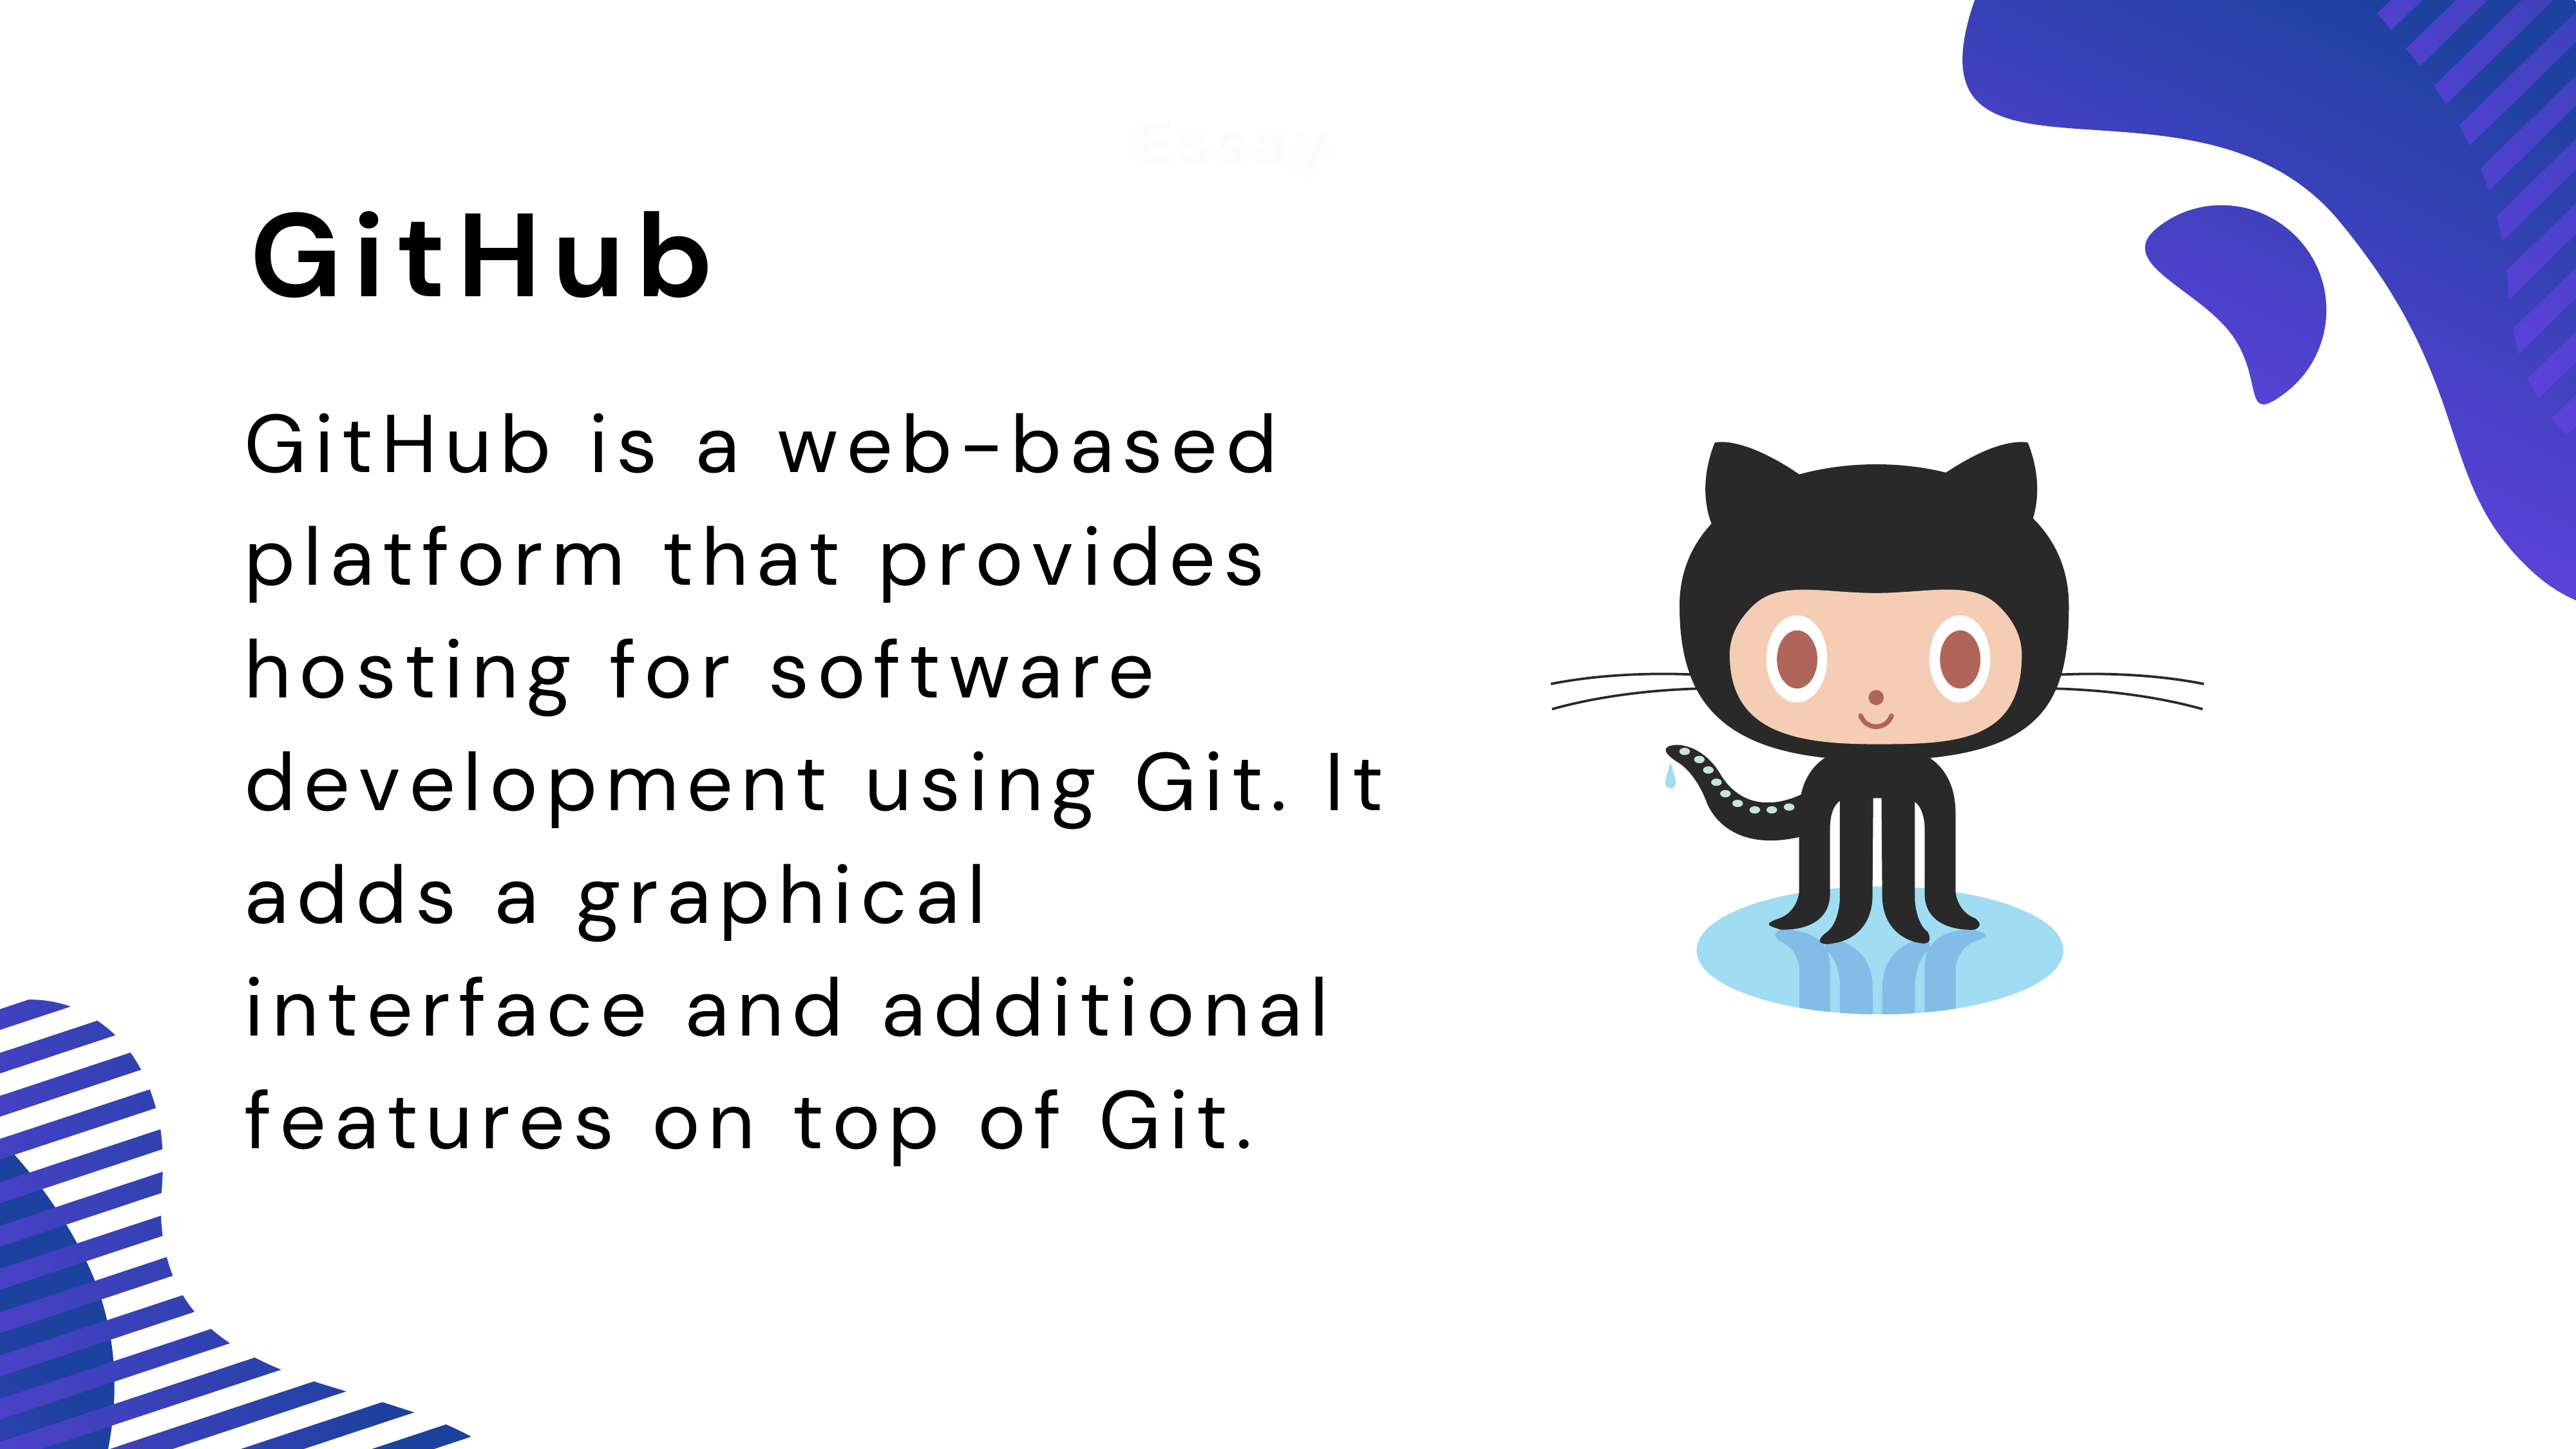 Essay
GitHub
GitHub is a web-based
platform that provides
hosting for software
development using Git. It
adds a graphical
interface and additional
features on top of Git.